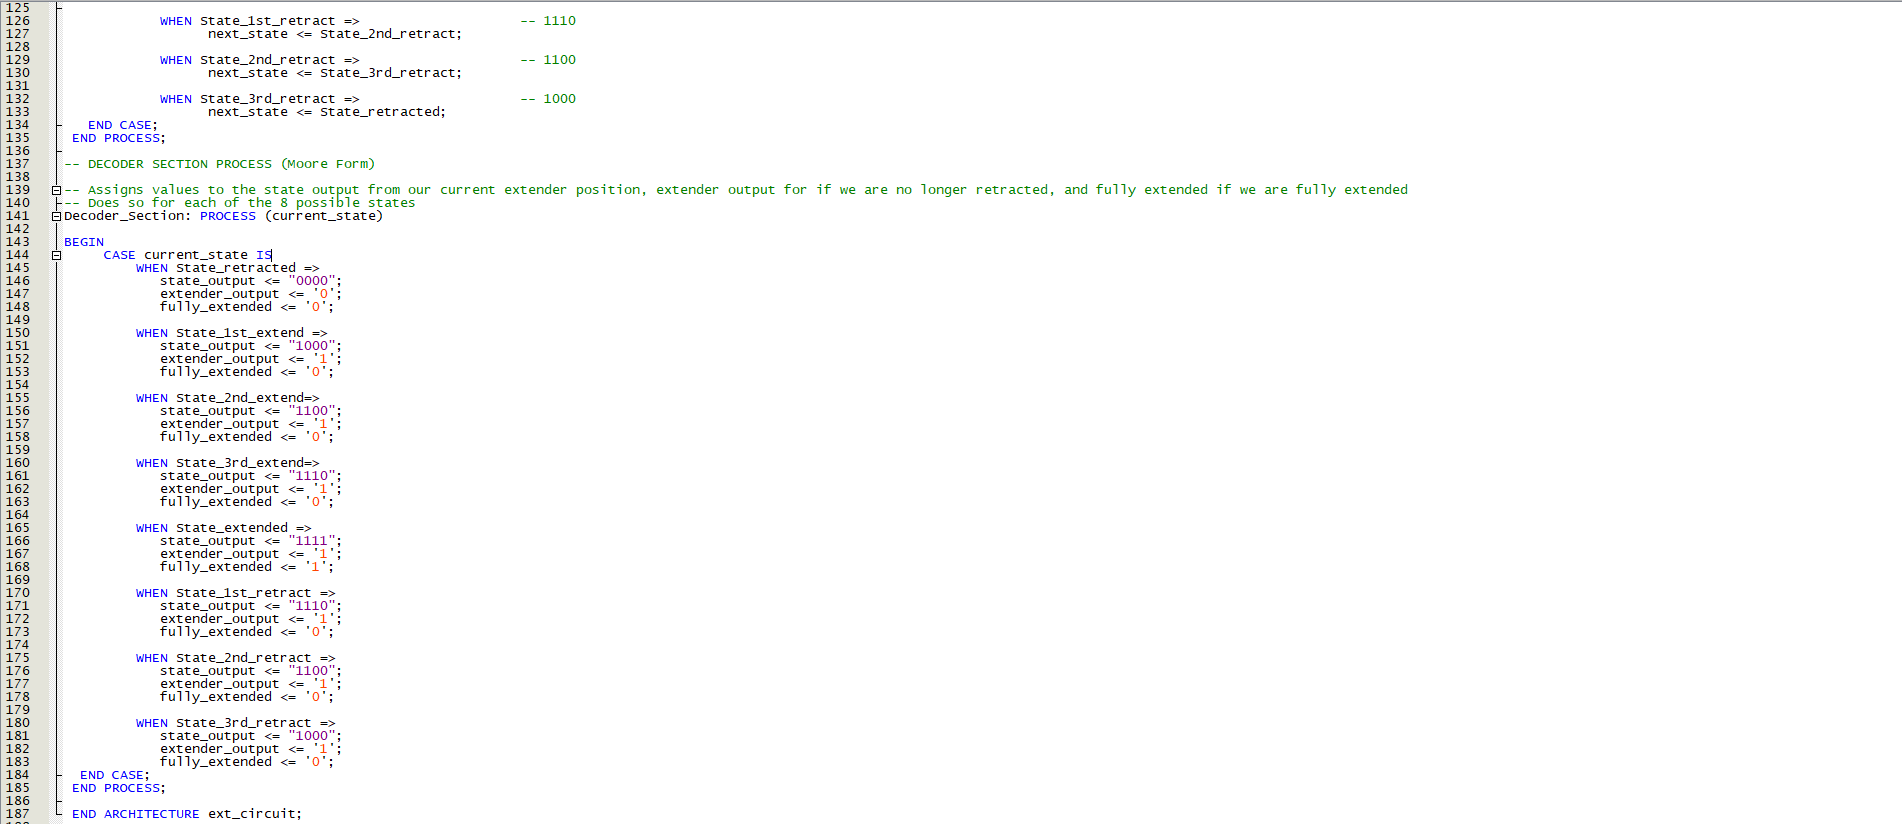 125
126 WHEN State_1st_retract => -- 1110
127 next_state <= State_2nd_retract;
128
129 WHEN State_2nd_retract => -- 1100
130 next_state <= State_3rd_retract;
131
132 WHEN State_3rd_retract => -- 1000
133 next_state <= State_retracted;
134 END CASE;
135 END PROCESS;
136
137 -- DECODER SECTION PROCESS (Moore Form)
138
139 -- Assigns values to the state output from our current extender position, extender output for if we are no longer retracted, and fully extended if we are fully extended
140 -- Does so for each of the 8 possible states
141 Decoder_Section: PROCESS (current_state)
142
143 BEGIN
144 CASE current_state IS
145 WHEN State_retracted =>
146 state_output <= "0000";
147 extender_output <= '0';
148 fully_extended <= '0';
149
150 WHEN State_1st_extend =>
151 state_output <= "1000";
152 extender_output <= '1';
153 fully_extended <= '0';
154
155 WHEN State_2nd_extend=>
156 state_output <= "1100";
157 extender_output <= '1';
158 fully_extended <= '0';
159
160 WHEN State_3rd_extend=>
161 state_output <= "1110";
162 extender_output <= '1';
163 fully_extended <= '0';
164
165 WHEN State_extended =>
166 state_output <= "1111";
167 extender_output <= '1';
168 fully_extended <= '1';
169
170 WHEN State_1st_retract =>
171 state_output <= "1110";
172 extender_output <= '1';
173 fully_extended <= '0';
174
175 WHEN State_2nd_retract =>
176 state_output <= "1100";
177 extender_output <= '1';
178 fully_extended <= '0';
179
180 WHEN State_3rd_retract =>
181 state_output <= "1000";
182 extender_output <= '1';
183 fully_extended <= '0';
184 END CASE;
185 END PROCESS;
186
187 END ARCHITECTURE ext_circuit;